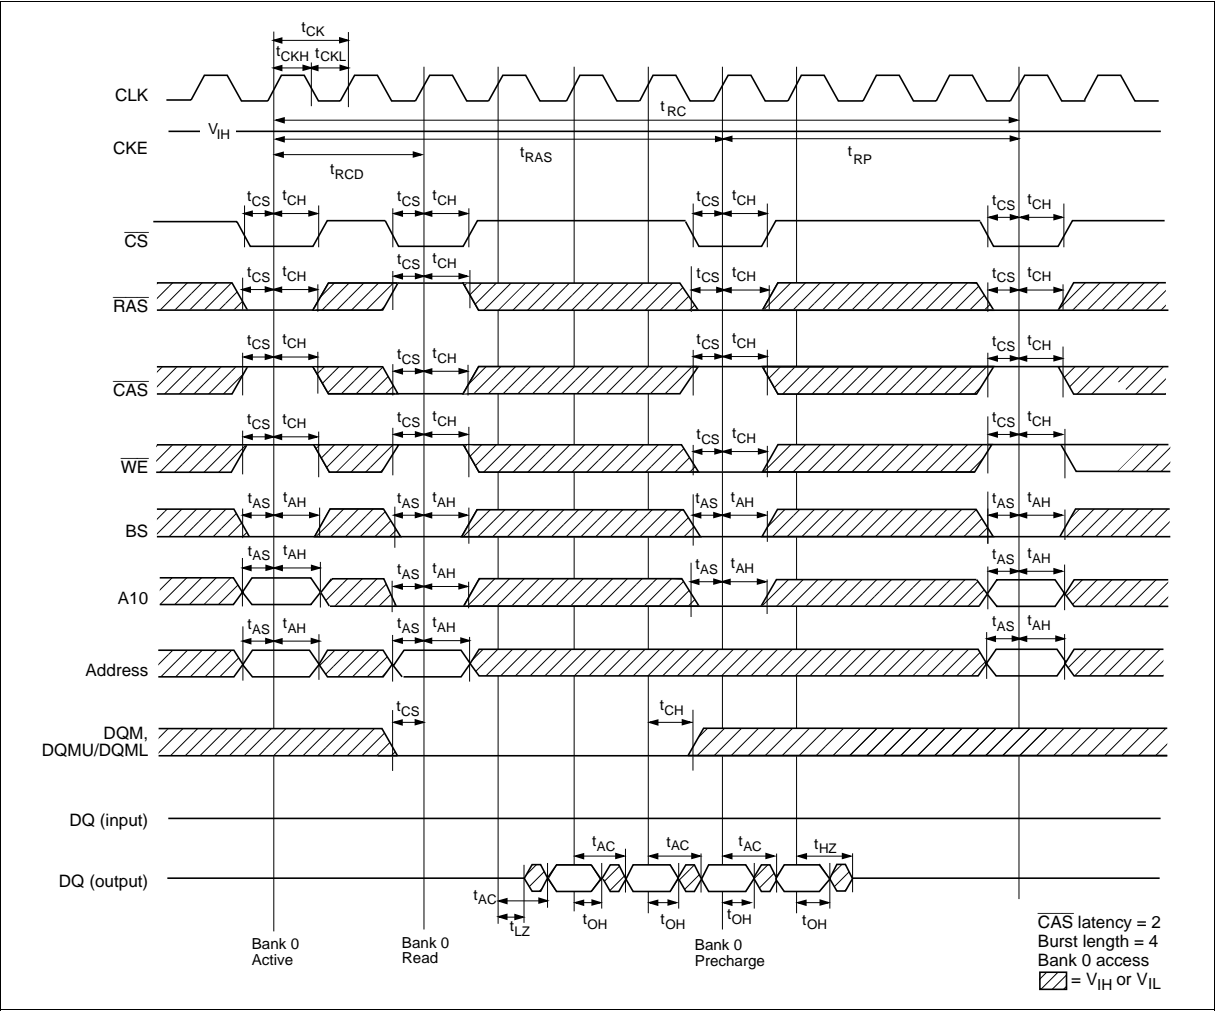 tCK
tCKH tCKL
CLK
tRC
VIH
CKE
tRAS tRP
tRCD
tCS tCH tCS tCH tCS tCH tCS tCH
CS
tCS tCH tCS tCH tCS tCH tCS tCH
RAS
tCS tCH tCS tCH tCS tCH tCS tCH
CAS
tCS tCH tCS tCH tCS tCH tCS tCH
WE
tAS tAH tAS tAH tAS tAH tAS tAH
BS
tAS tAH tAS tAH tAS tAH tAS tAH
A10
tAS tAH tAS tAH tAS tAH
Address
tCS tCH
DQM,
DQMU/DQML
DQ (input)
tAC tAC tAC tHZ
DQ (output)
tAC
tLZ tOH tOH tOH tOH
Bank 0
Active
Bank 0
Read
Bank 0
Precharge
CAS latency = 2
Burst length = 4
Bank 0 access
= VIH or VIL